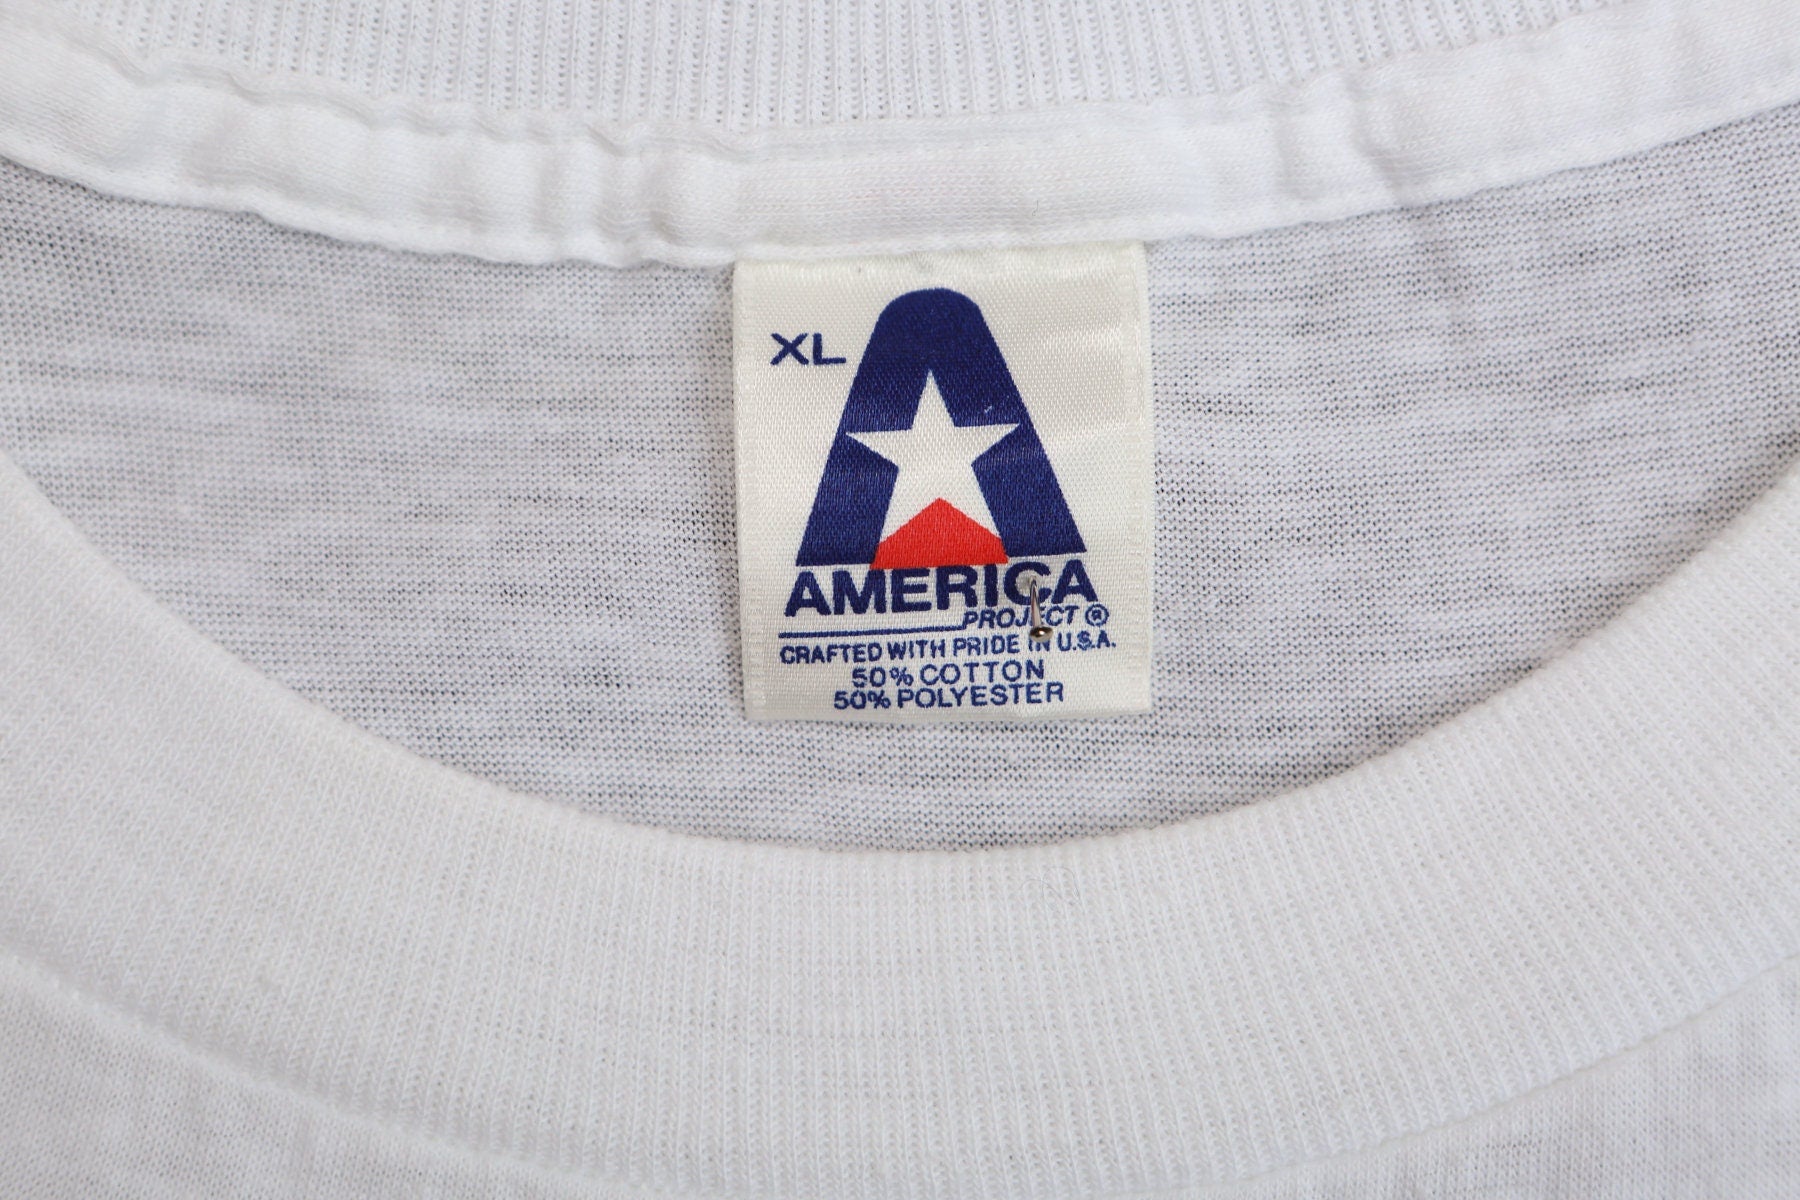 XL
AMERICA
PROJECT ®
CRAFTED WITH PRIDE IN U.S.A.
50% COTTON
50% POLYESTER